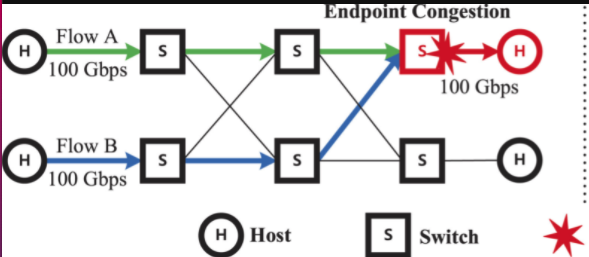 Endpoint Congestion
H Flow A S S S H
100 Gbps 100 Gbps
H Flow B S S S H
100 Gbps
H Host S Switch